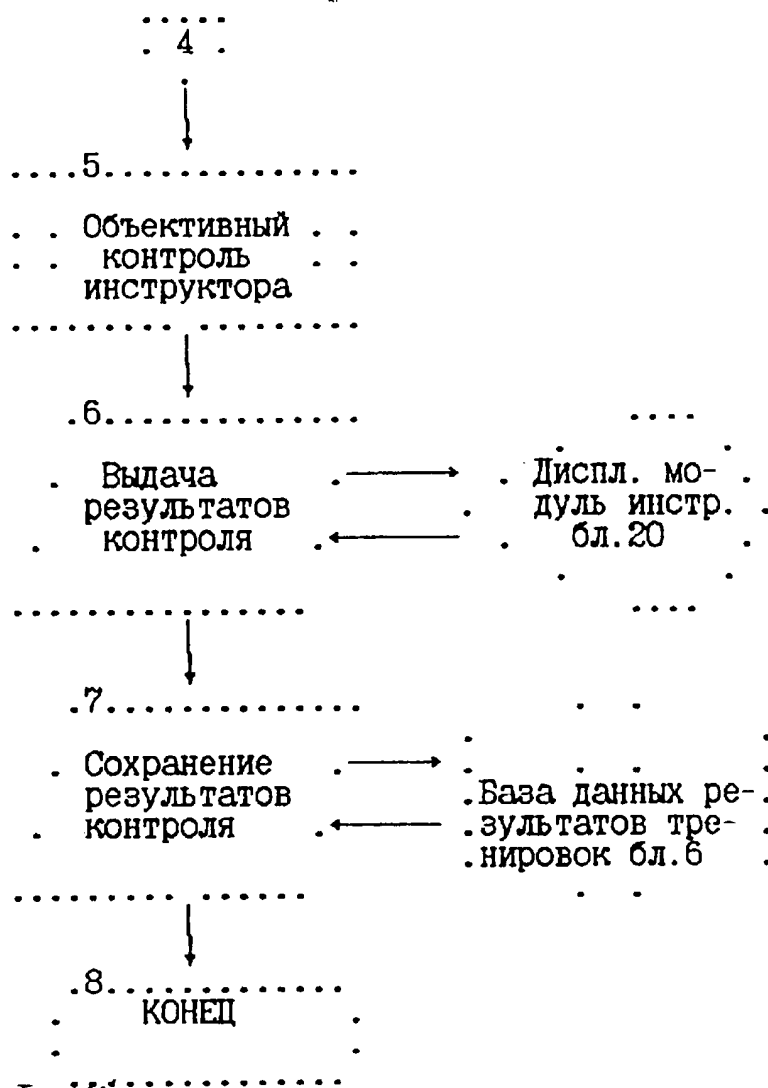 4
5
Объективный
контроль
инструктора
6
Выдача
результатов
контроля
Диспл. мо-
дуль инстр.
бл.20
7
Сохранение
результатов
контроля
База данных ре-
зультатов тре-
нировок бл.6
8
КОНЕЦ